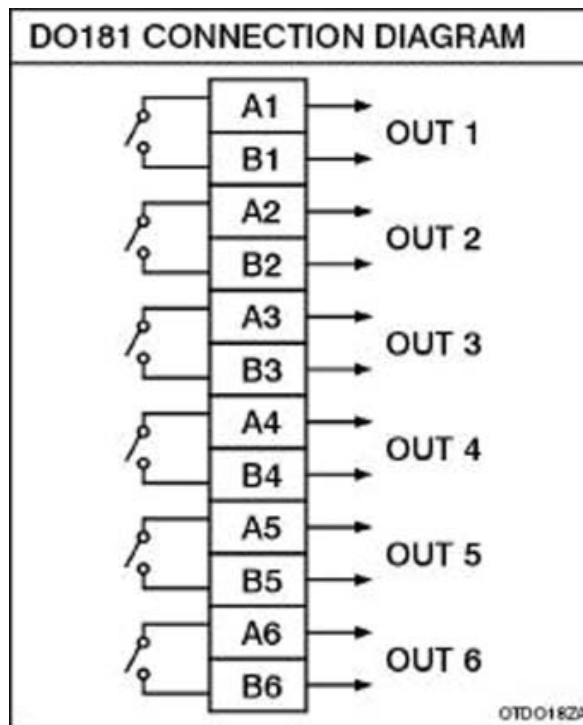 DO181 CONNECTION DIAGRAM
A1
OUT 1
B1
A2
OUT 2
B2
A3
OUT 3
B3
A4
OUT 4
B4
A5
OUT 5
B5
A6
OUT 6
B6
OTDO18ZA